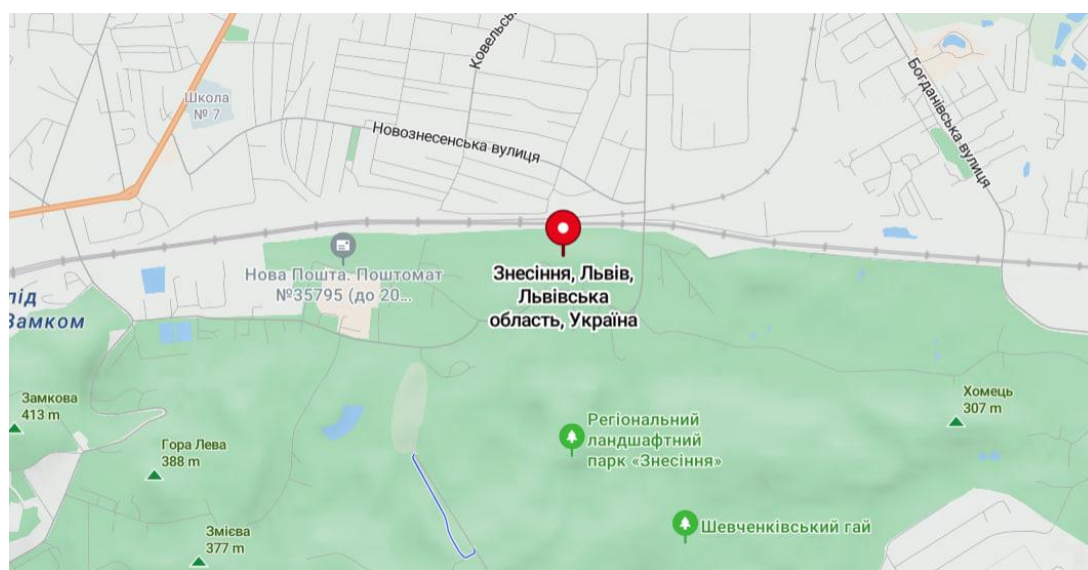 Ковельсь
Школа
№ 7
Новознесенська вулиця
Богданівська вулиця
Нова Пошта. Поштомат
№35795 (до 20...
Знесіння, Львів,
Львівська
область, Україна
під
Замком
Замкова
413 m
Гора Лева
388 m
Змієва
377 m
Хомець
307 m
Регіональний
ландшафтний
парк «Знесіння»
Шевченківський гай